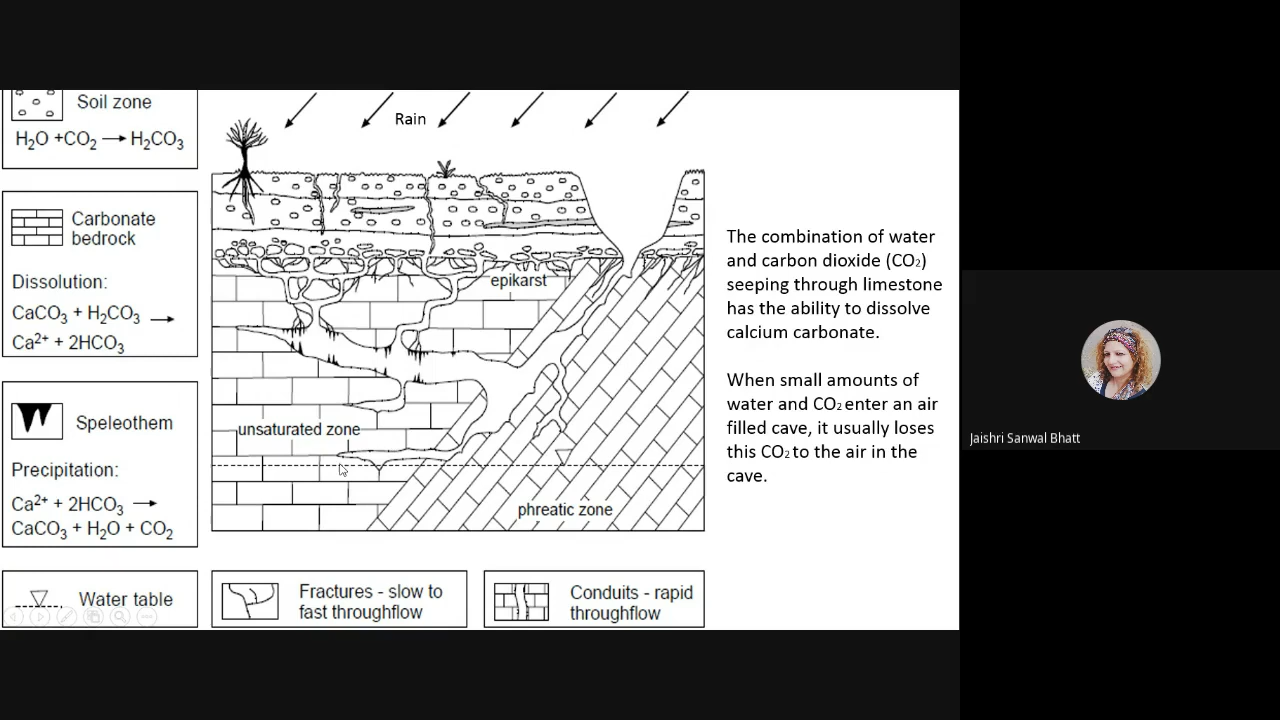 Soil zone
H₂O +CO₂ → H₂CO₃
Carbonate
bedrock
Dissolution:
CaCO₃ + H₂CO₃ →
Ca²⁺ + 2HCO₃
Speleothem
Precipitation:
Ca²⁺ + 2HCO₃ →
CaCO₃ + H₂O + CO₂
Water table
Rain
epikarst
unsaturated zone
phreatic zone
Fractures - slow to
fast throughflow
Conduits - rapid
throughflow
The combination of water
and carbon dioxide (CO₂)
seeping through limestone
has the ability to dissolve
calcium carbonate.
When small amounts of
water and CO₂ enter an air
filled cave, it usually loses
this CO₂ to the air in the
cave.
Jaishri Sanwal Bhatt